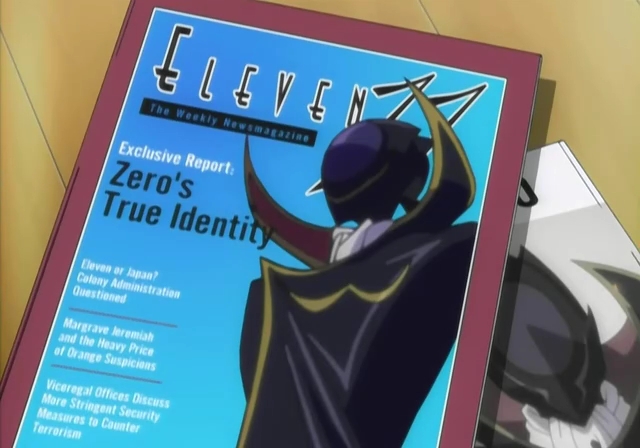 ELEVEN
The Weekly Newsmagazine
Exclusive Report:
Zero's
True Identity
Eleven or Japan?
Colony Administration
Questioned
Margrave Jeremiah
and the Heavy Price
of Orange Suspicions
Viceregal Offices Discuss
More Stringent Security
Measures to Counter
Terrorism